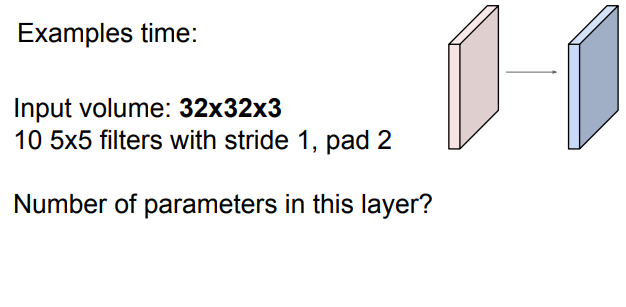 Examples time:
Input volume: 32x32x3
10 5x5 filters with stride 1, pad 2
Number of parameters in this layer?